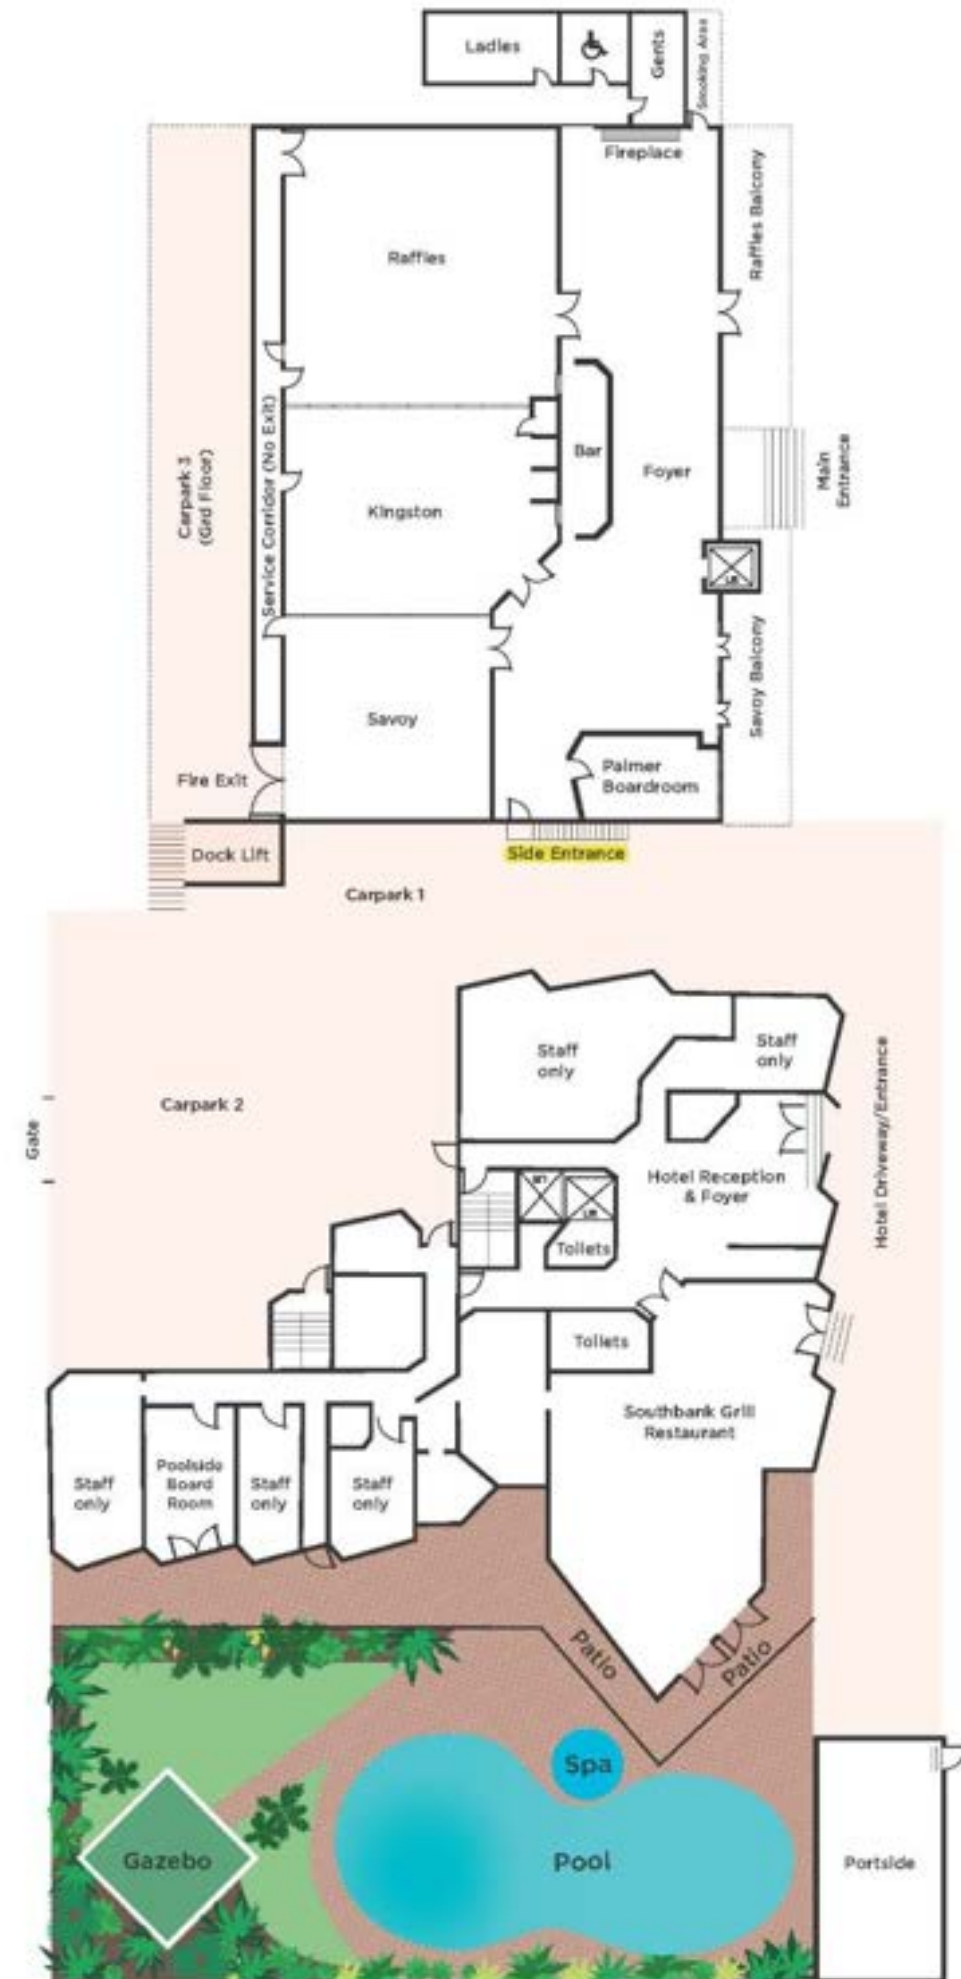 Ladies
Gents
Smoking Area
Fireplace
Raffles Balcony
Raffles
Carpark 3
(Grd Floor)
Service Corridor (No Exit)
Bar
Foyer
Main
Entrance
Kingston
Lift
Savoy Balcony
Savoy
Palmer
Boardroom
Fire Exit
Dock Lift
Side Entrance
Carpark 1
Staff
only
Staff
only
Carpark 2
Gate
Hotel Driveway/Entrance
Hotel Reception
& Foyer
Lift
Lift
Toilets
Toilets
Southbank Grill
Restaurant
Staff
only
Poolside
Board
Room
Staff
only
Staff
only
Patio
Patio
Spa
Gazebo
Pool
Portside